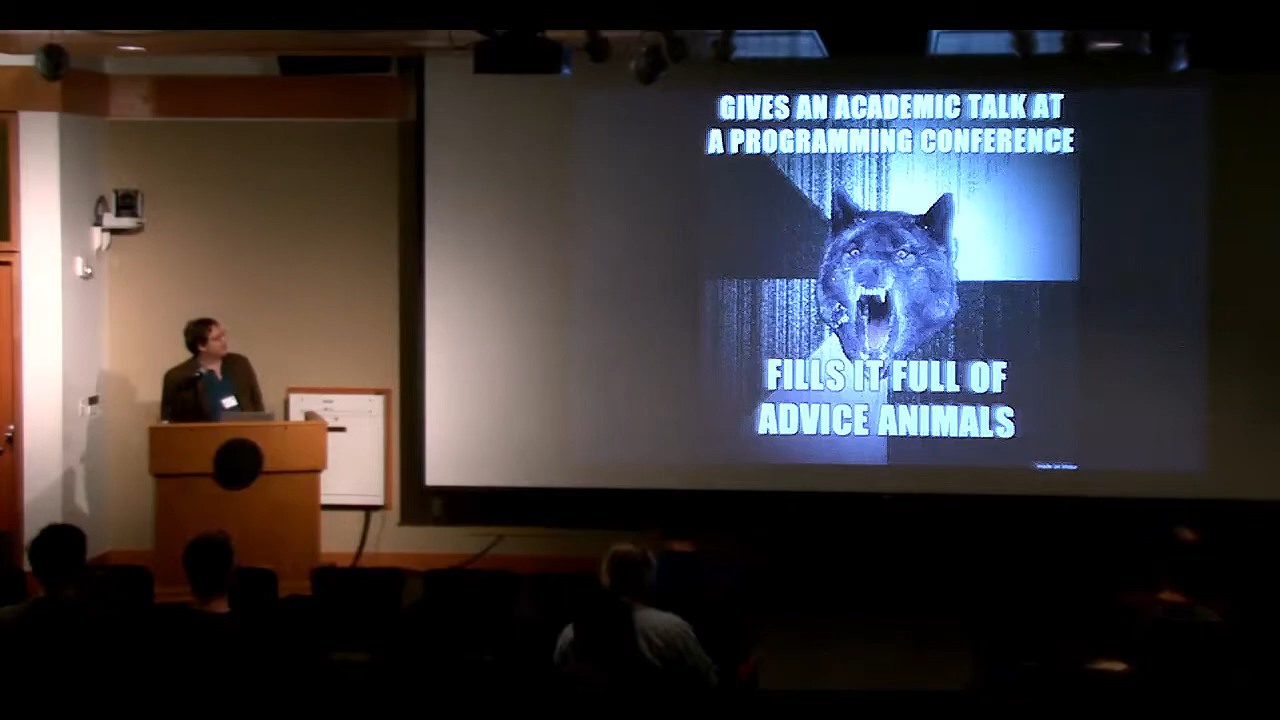 GIVES AN ACADEMIC TALK AT
A PROGRAMMING CONFERENCE
FILLS IT FULL OF
ADVICE ANIMALS